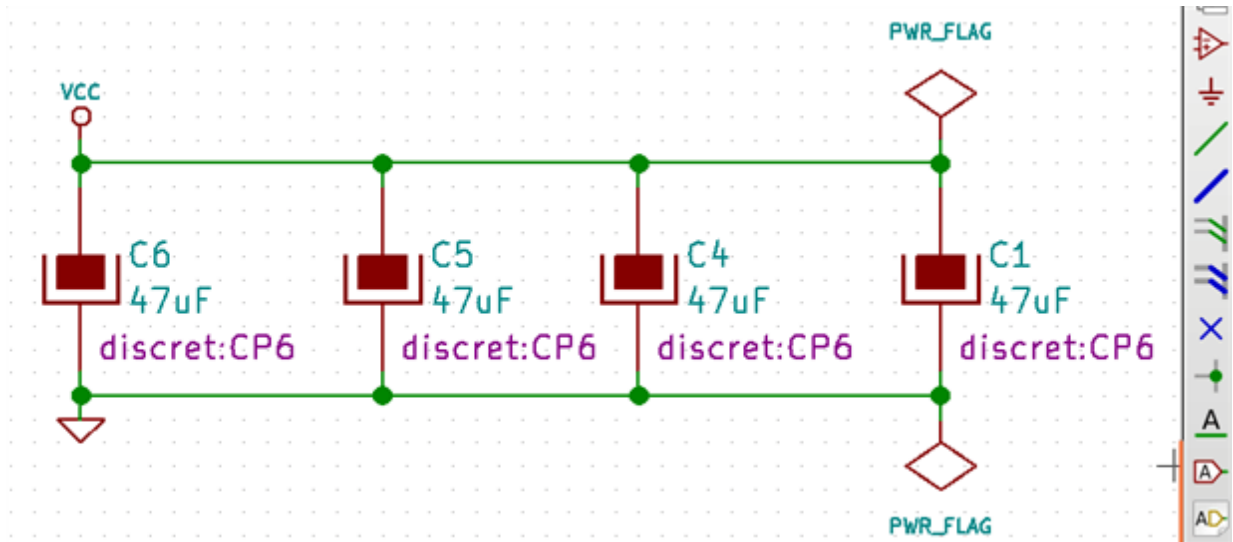 PWR_FLAG
VCC
C6
47uF
discret:CP6
C5
47uF
discret:CP6
C4
47uF
discret:CP6
C1
47uF
discret:CP6
PWR_FLAG
A
A
AD